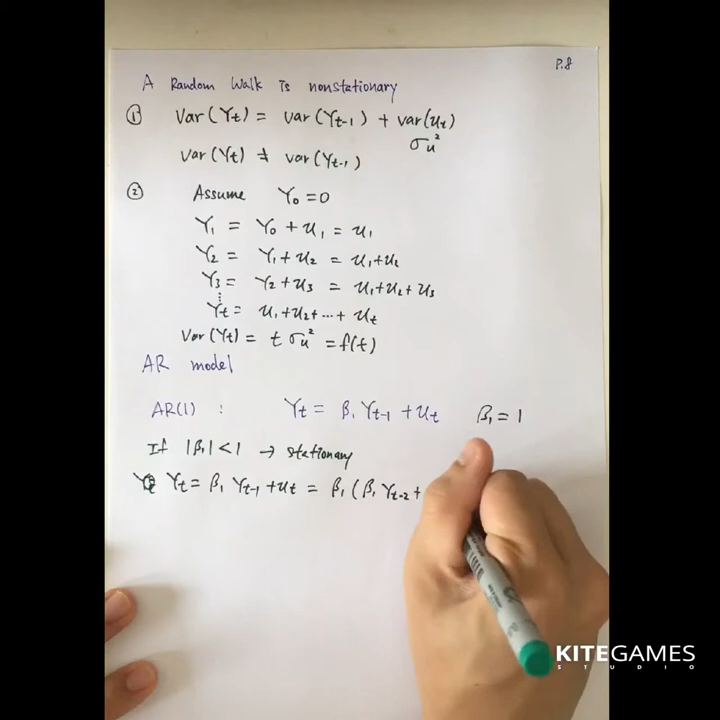 P.8
A Random Walk is nonstationary
① Var(Yt) = var(Yt-1) + var(ut)
σu²
var(Yt) ≠ var(Yt-1)
② Assume Y0 = 0
Y1 = Y0 + u1 = u1
Y2 = Y1 + u2 = u1 + u2
Y3 = Y2 + u3 = u1 + u2 + u3
⋮
Yt = u1 + u2 + ... + ut
Var(Yt) = t σu² = f(t)
AR model
AR(1) : Yt = β1 Yt-1 + ut β1 = 1
If |β1| < 1 → stationary
Yt = β1 Yt-1 + ut = β1 (β1 Yt-2 +
KITEGAMES
STUDIO